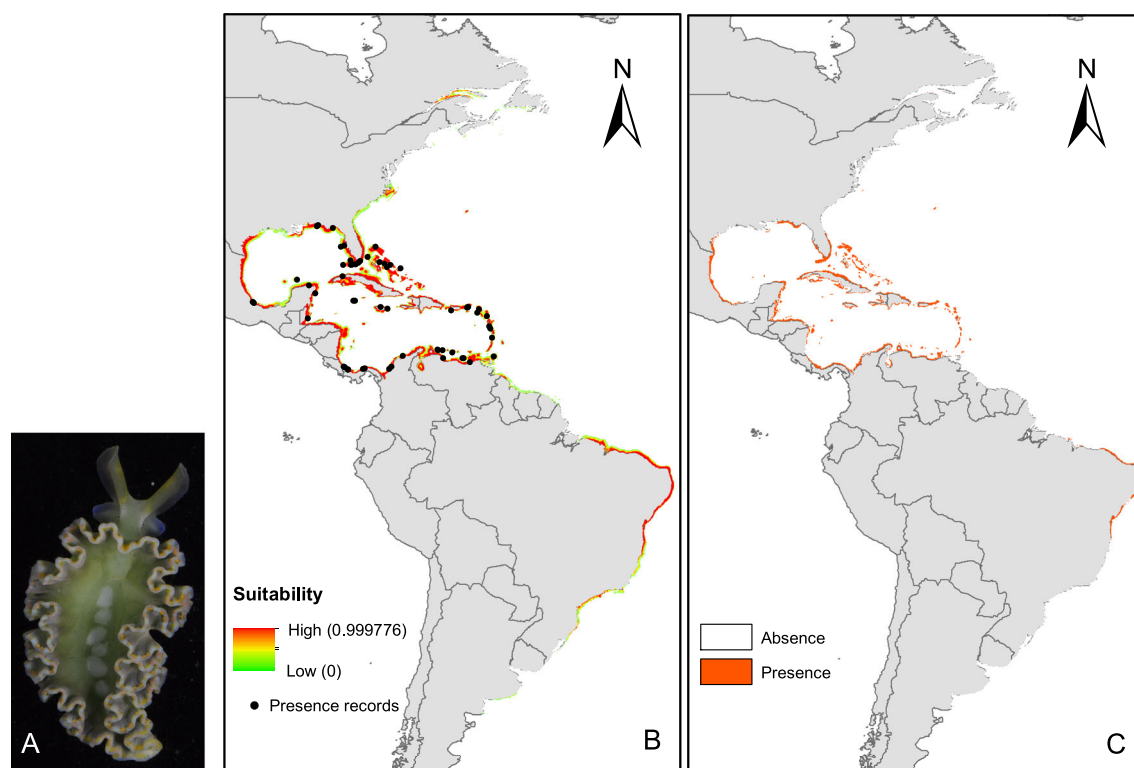 A
N
Suitability
High (0.999776)
Low (0)
Presence records
B
N
Absence
Presence
C